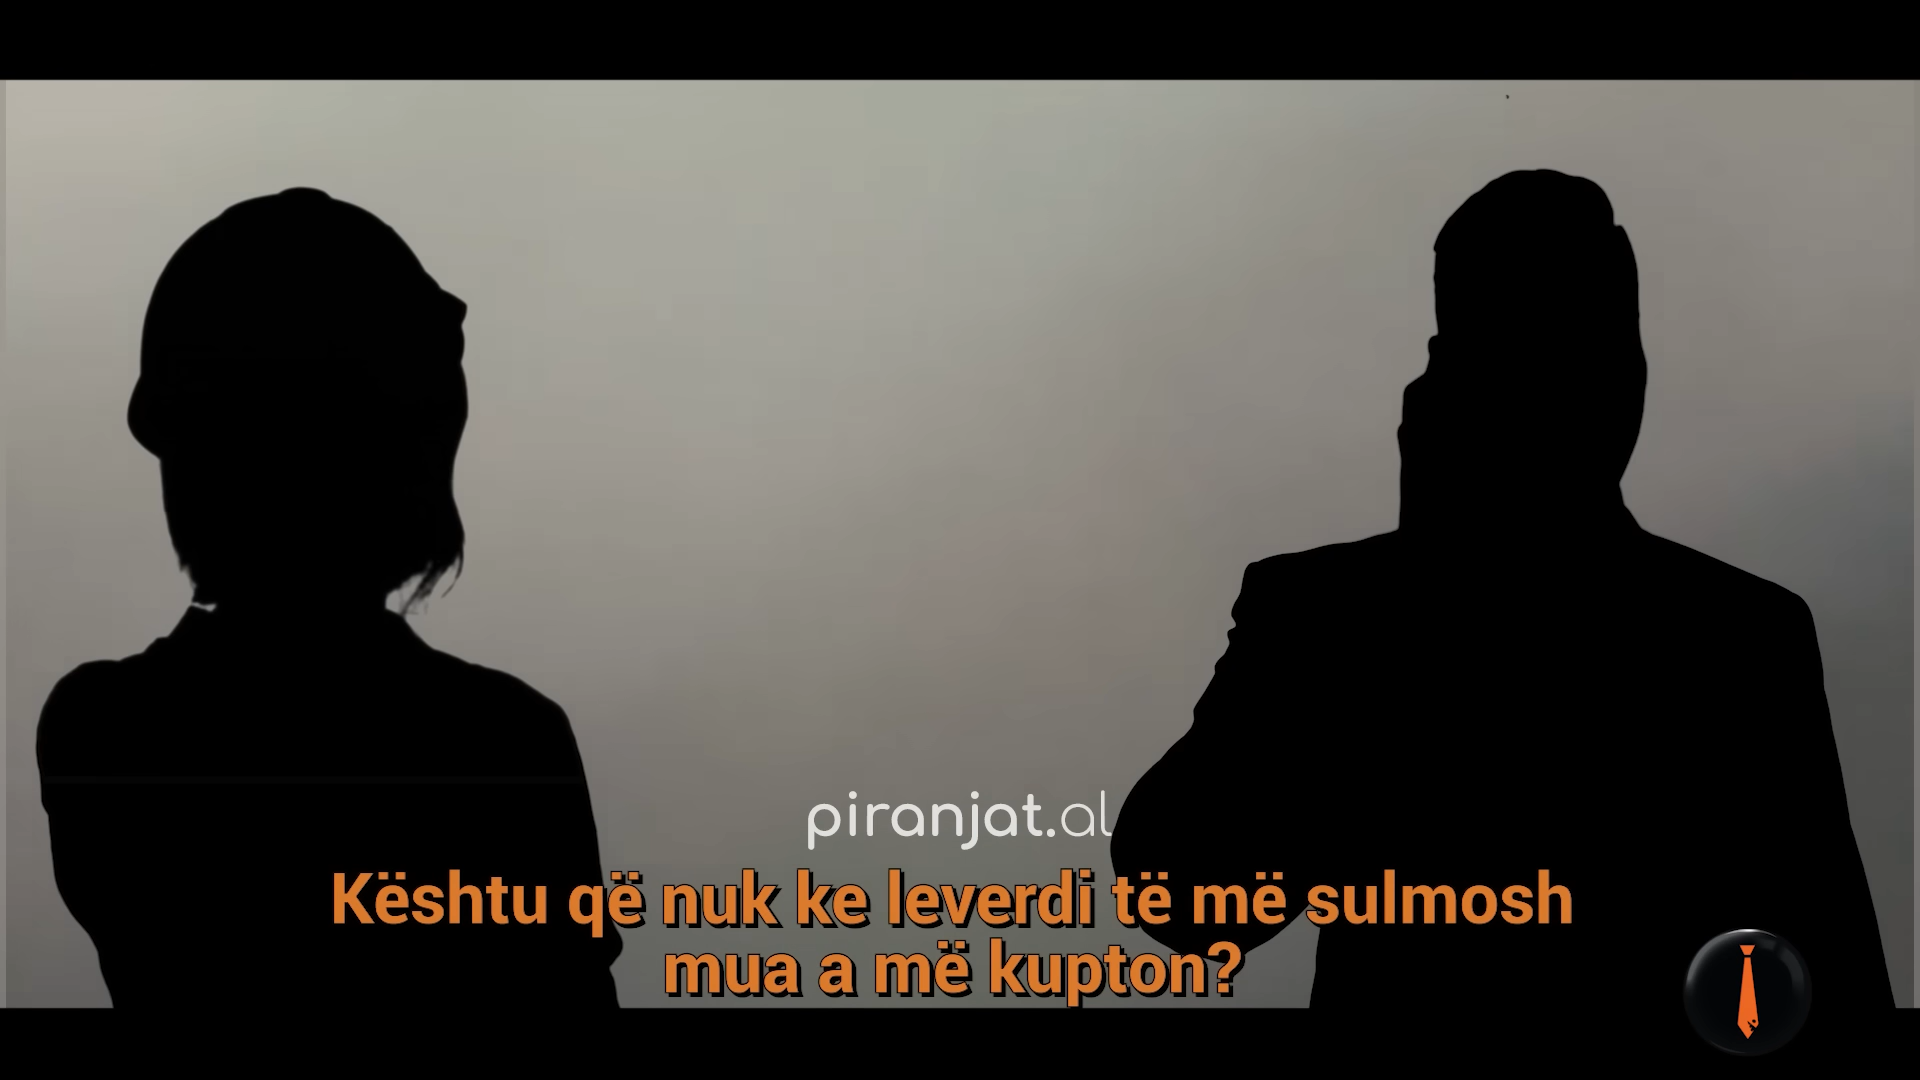 piranjat.al
Kështu që nuk ke leverdi të më sulmosh
mua a më kupton?